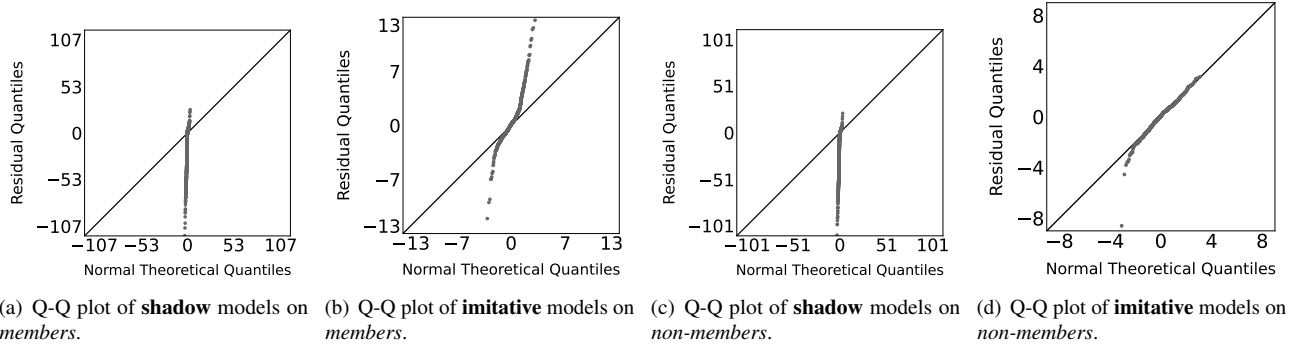 Residual Quantiles
107
53
0
−53
−107
−107 −53 0 53 107
Normal Theoretical Quantiles
Residual Quantiles
13
7
0
−7
−13
−13 −7 0 7 13
Normal Theoretical Quantiles
Residual Quantiles
101
51
0
−51
−101
−101 −51 0 51 101
Normal Theoretical Quantiles
Residual Quantiles
8
4
0
−4
−8
−8 −4 0 4 8
Normal Theoretical Quantiles
(a) Q-Q plot of shadow models on
members.
(b) Q-Q plot of imitative models on
members.
(c) Q-Q plot of shadow models on
non-members.
(d) Q-Q plot of imitative models on
non-members.